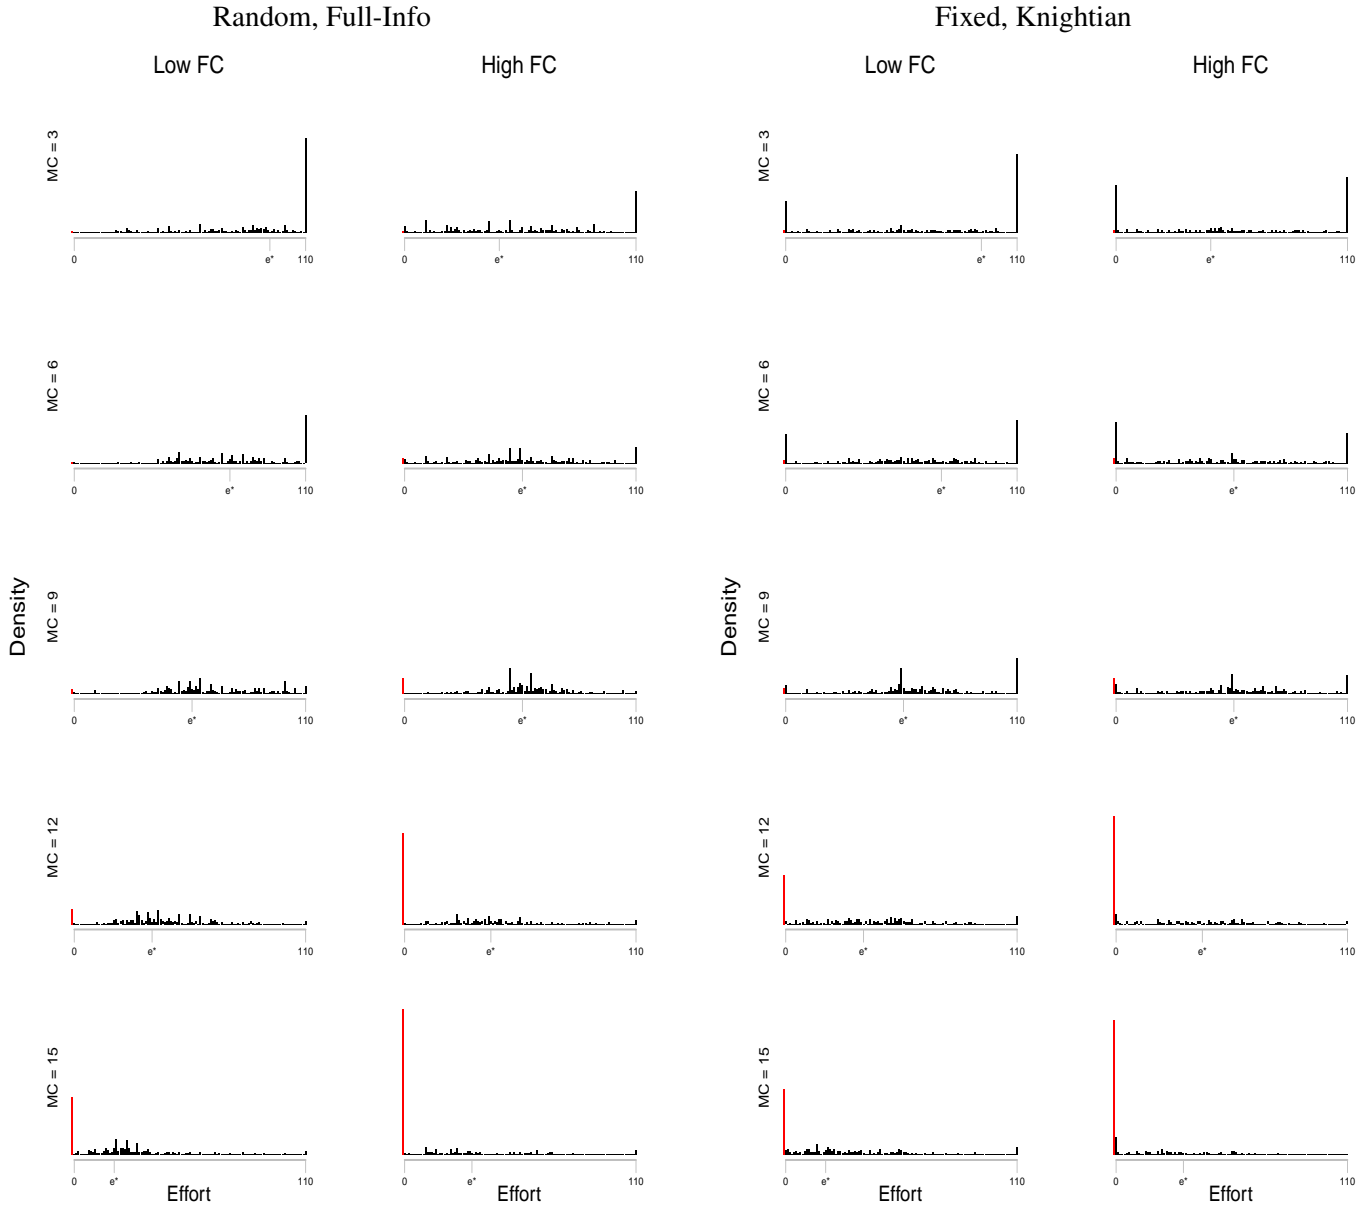 Random, Full-Info
Fixed, Knightian
Low FC
High FC
Low FC
High FC
MC = 3
0
e*
110
0
e*
110
MC = 3
0
e*
110
0
e*
110
MC = 6
0
e*
110
0
e*
110
MC = 6
0
e*
110
0
e*
110
Density
MC = 9
0
e*
110
0
e*
110
Density
MC = 9
0
e*
110
0
e*
110
MC = 12
0
e*
110
0
e*
110
MC = 12
0
e*
110
0
e*
110
MC = 15
0
e*
110
0
e*
110
MC = 15
0
e*
110
0
e*
110
Effort
Effort
Effort
Effort